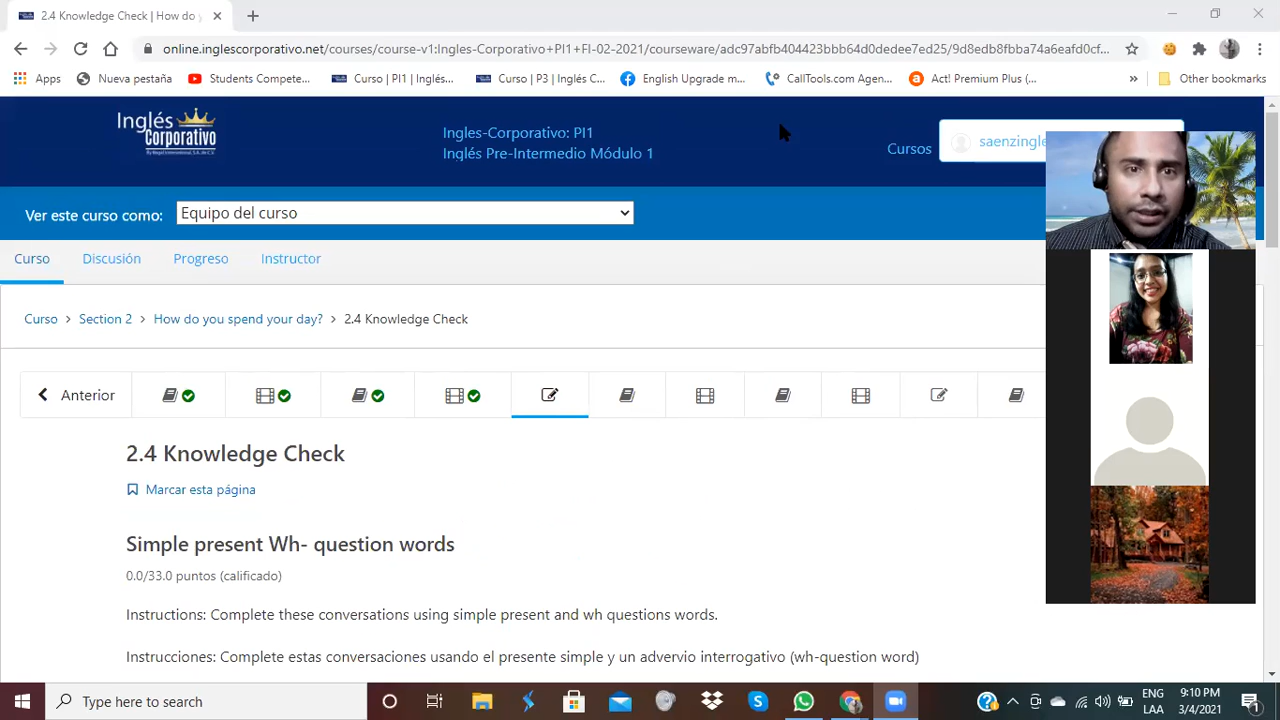 2.4 Knowledge Check | How do y
online.inglescorporativo.net/courses/course-v1:Ingles-Corporativo+PI1+FI-02-2021/courseware/adc97abfb404423bbb64d0dedee7ed25/9d8edb8fbba74a6eafd0cf...
Apps
Nueva pestaña
Students Compete...
Curso | PI1 | Inglés...
Curso | P3 | Inglés C...
English Upgrade m...
CallTools.com Agen...
Act! Premium Plus (...
»
Other bookmarks
Inglés
Corporativo
Ingles-Corporativo: PI1
Inglés Pre-Intermedio Módulo 1
Cursos
saenzingle
Ver este curso como:
Equipo del curso
Curso
Discusión
Progreso
Instructor
Curso > Section 2 > How do you spend your day? > 2.4 Knowledge Check
Anterior
2.4 Knowledge Check
Marcar esta página
Simple present Wh- question words
0.0/33.0 puntos (calificado)
Instructions: Complete these conversations using simple present and wh questions words.
Instrucciones: Complete estas conversaciones usando el presente simple y un advervio interrogativo (wh-question word)
Type here to search
ENG
LAA
9:10 PM
3/4/2021
1